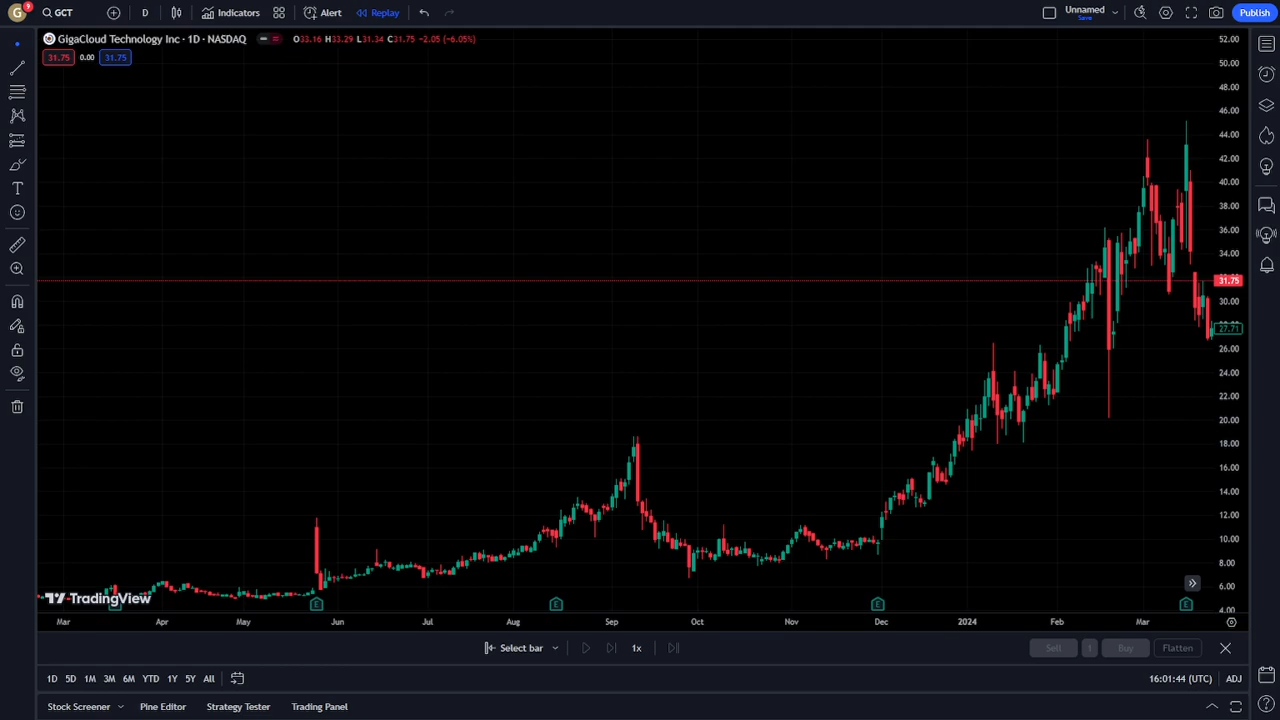 G 9 GCT D Indicators Alert Replay Unnamed Save Publish
GigaCloud Technology Inc · 1D · NASDAQ O33.16 H33.29 L31.34 C31.75 −2.05 (−6.05%)
31.75 0.00 31.75
52.00
50.00
48.00
46.00
44.00
42.00
40.00
38.00
36.00
34.00
31.75
30.00
27.71
26.00
24.00
22.00
20.00
18.00
16.00
14.00
12.00
10.00
8.00
6.00
4.00
TradingView
E E E E
Mar Apr May Jun Jul Aug Sep Oct Nov Dec 2024 Feb Mar
Select bar 1x Sell 1 Buy Flatten
1D 5D 1M 3M 6M YTD 1Y 5Y All 16:01:44 (UTC) ADJ
Stock Screener Pine Editor Strategy Tester Trading Panel